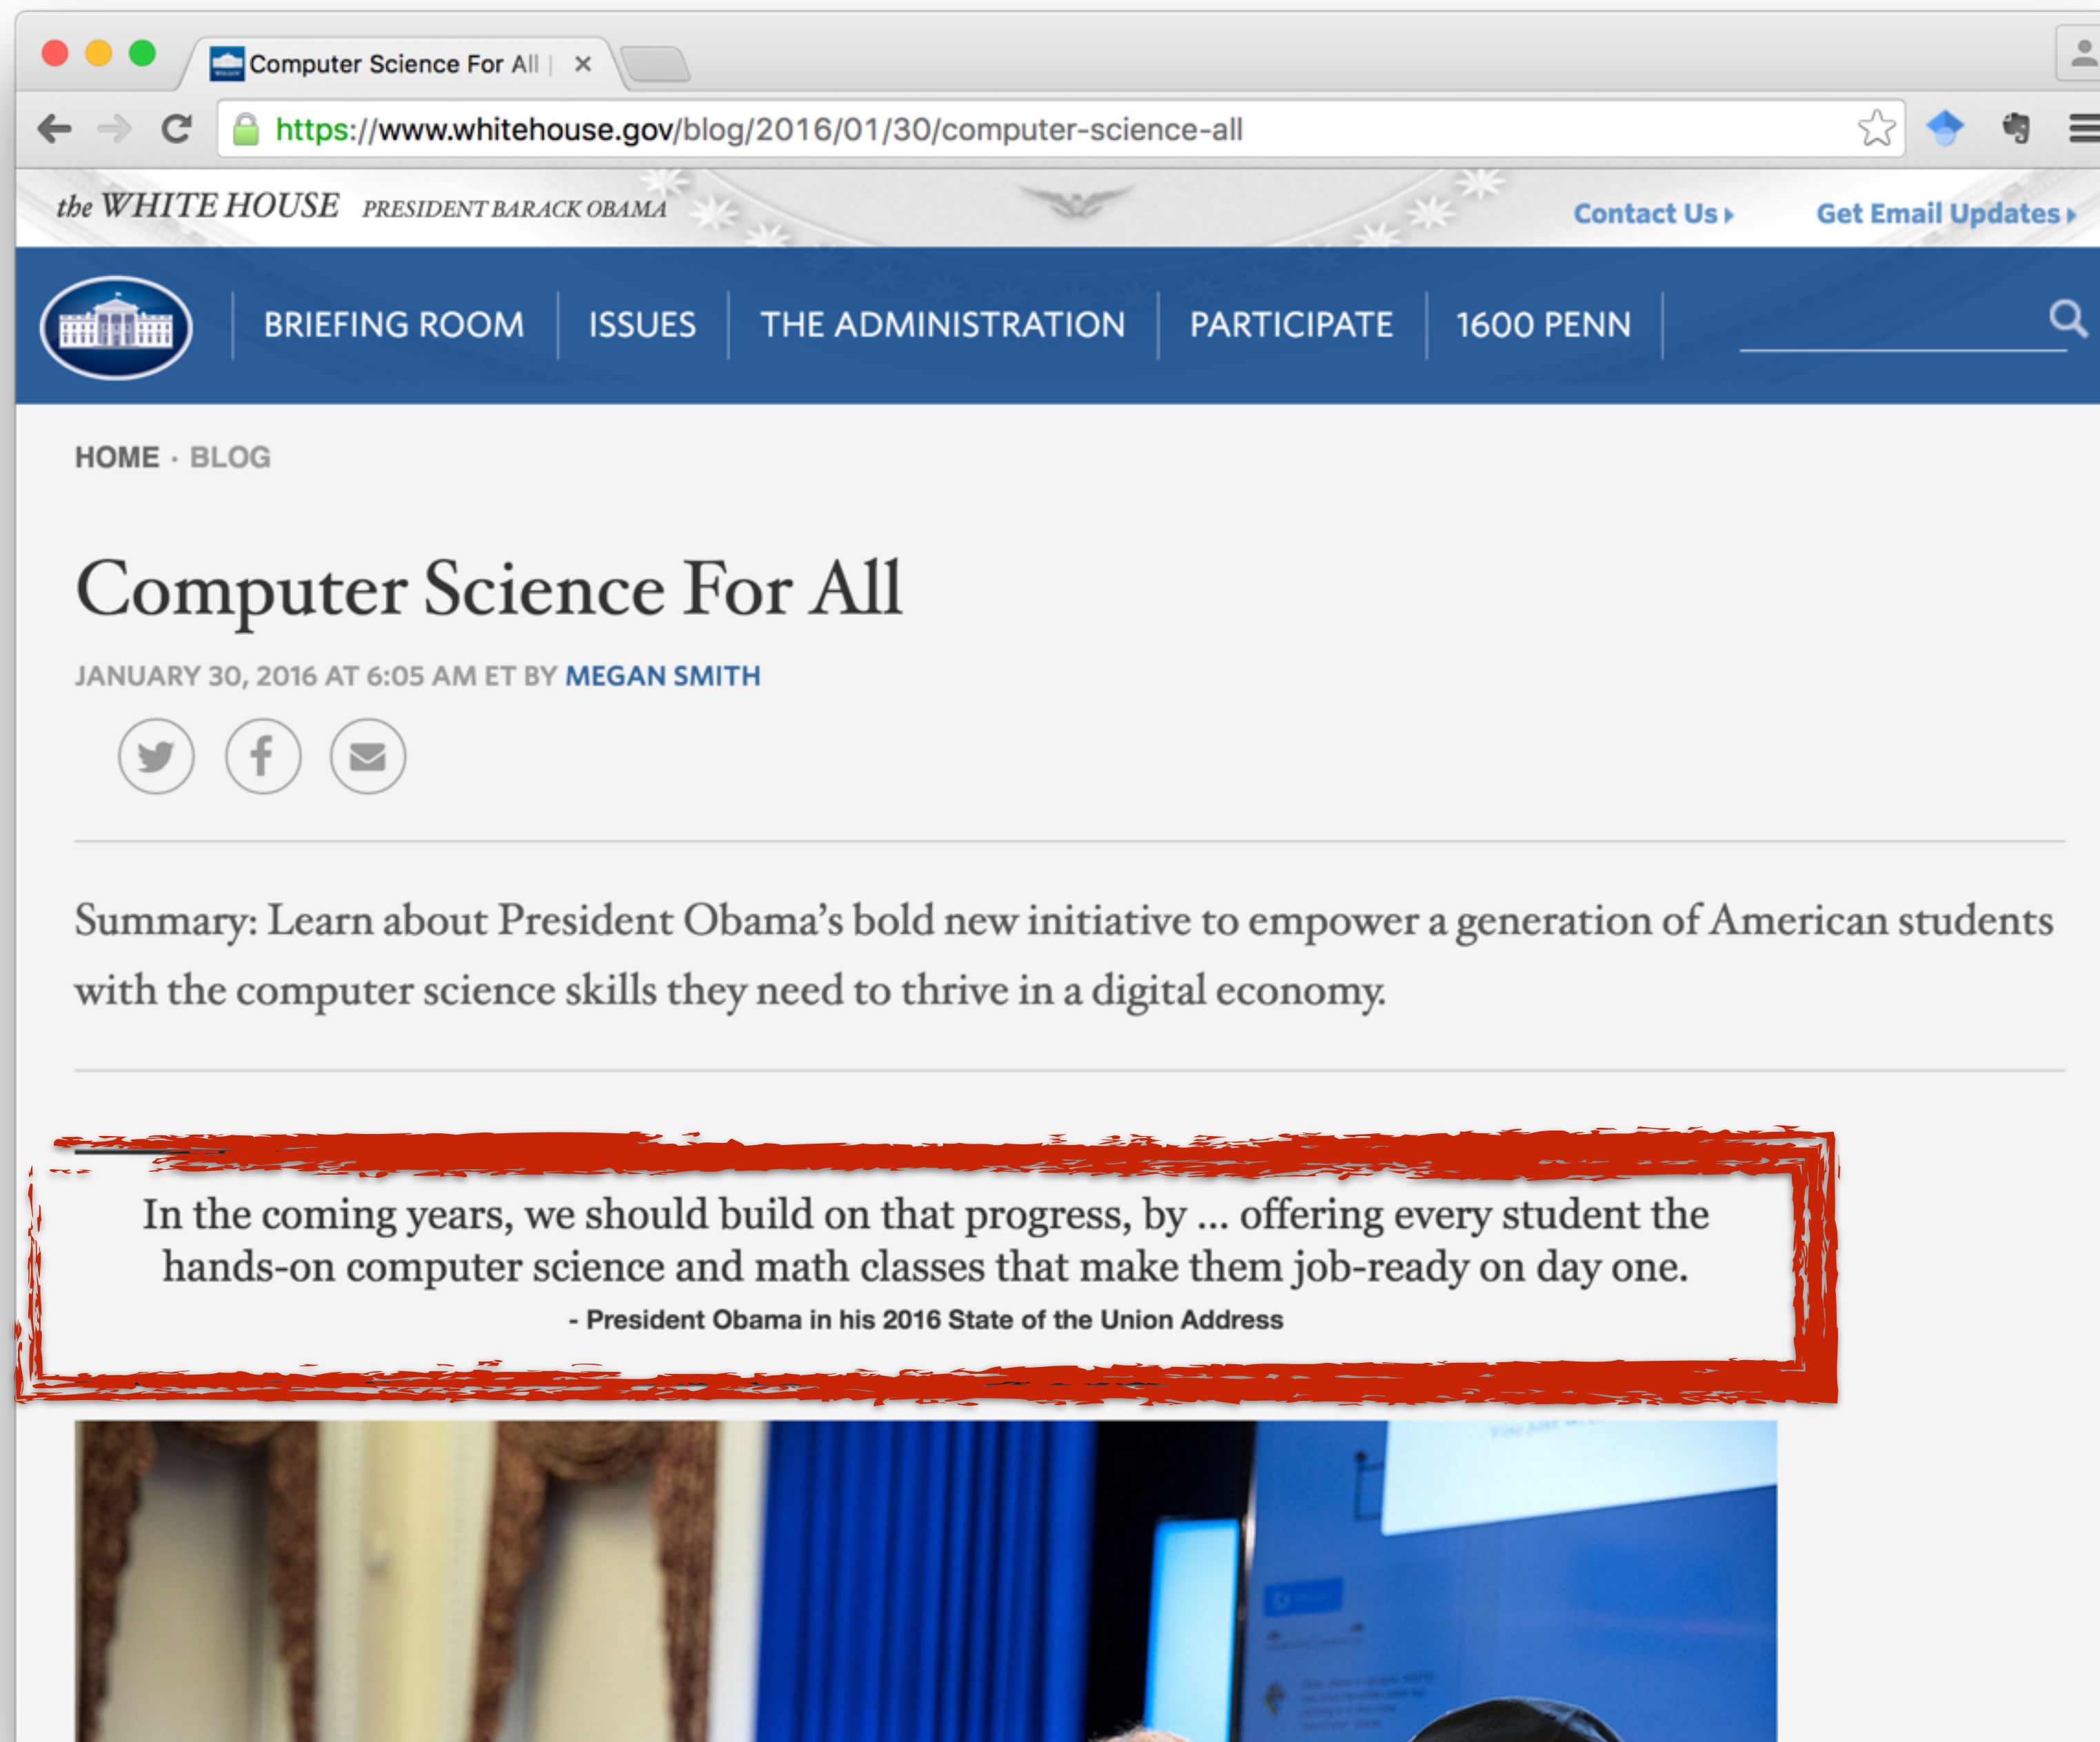 Computer Science For All |
https://www.whitehouse.gov/blog/2016/01/30/computer-science-all
the WHITE HOUSE PRESIDENT BARACK OBAMA
Contact Us
Get Email Updates
BRIEFING ROOM ISSUES THE ADMINISTRATION PARTICIPATE 1600 PENN
HOME · BLOG
Computer Science For All
JANUARY 30, 2016 AT 6:05 AM ET BY MEGAN SMITH
Summary: Learn about President Obama’s bold new initiative to empower a generation of American students
with the computer science skills they need to thrive in a digital economy.
In the coming years, we should build on that progress, by ... offering every student the
hands-on computer science and math classes that make them job-ready on day one.
- President Obama in his 2016 State of the Union Address